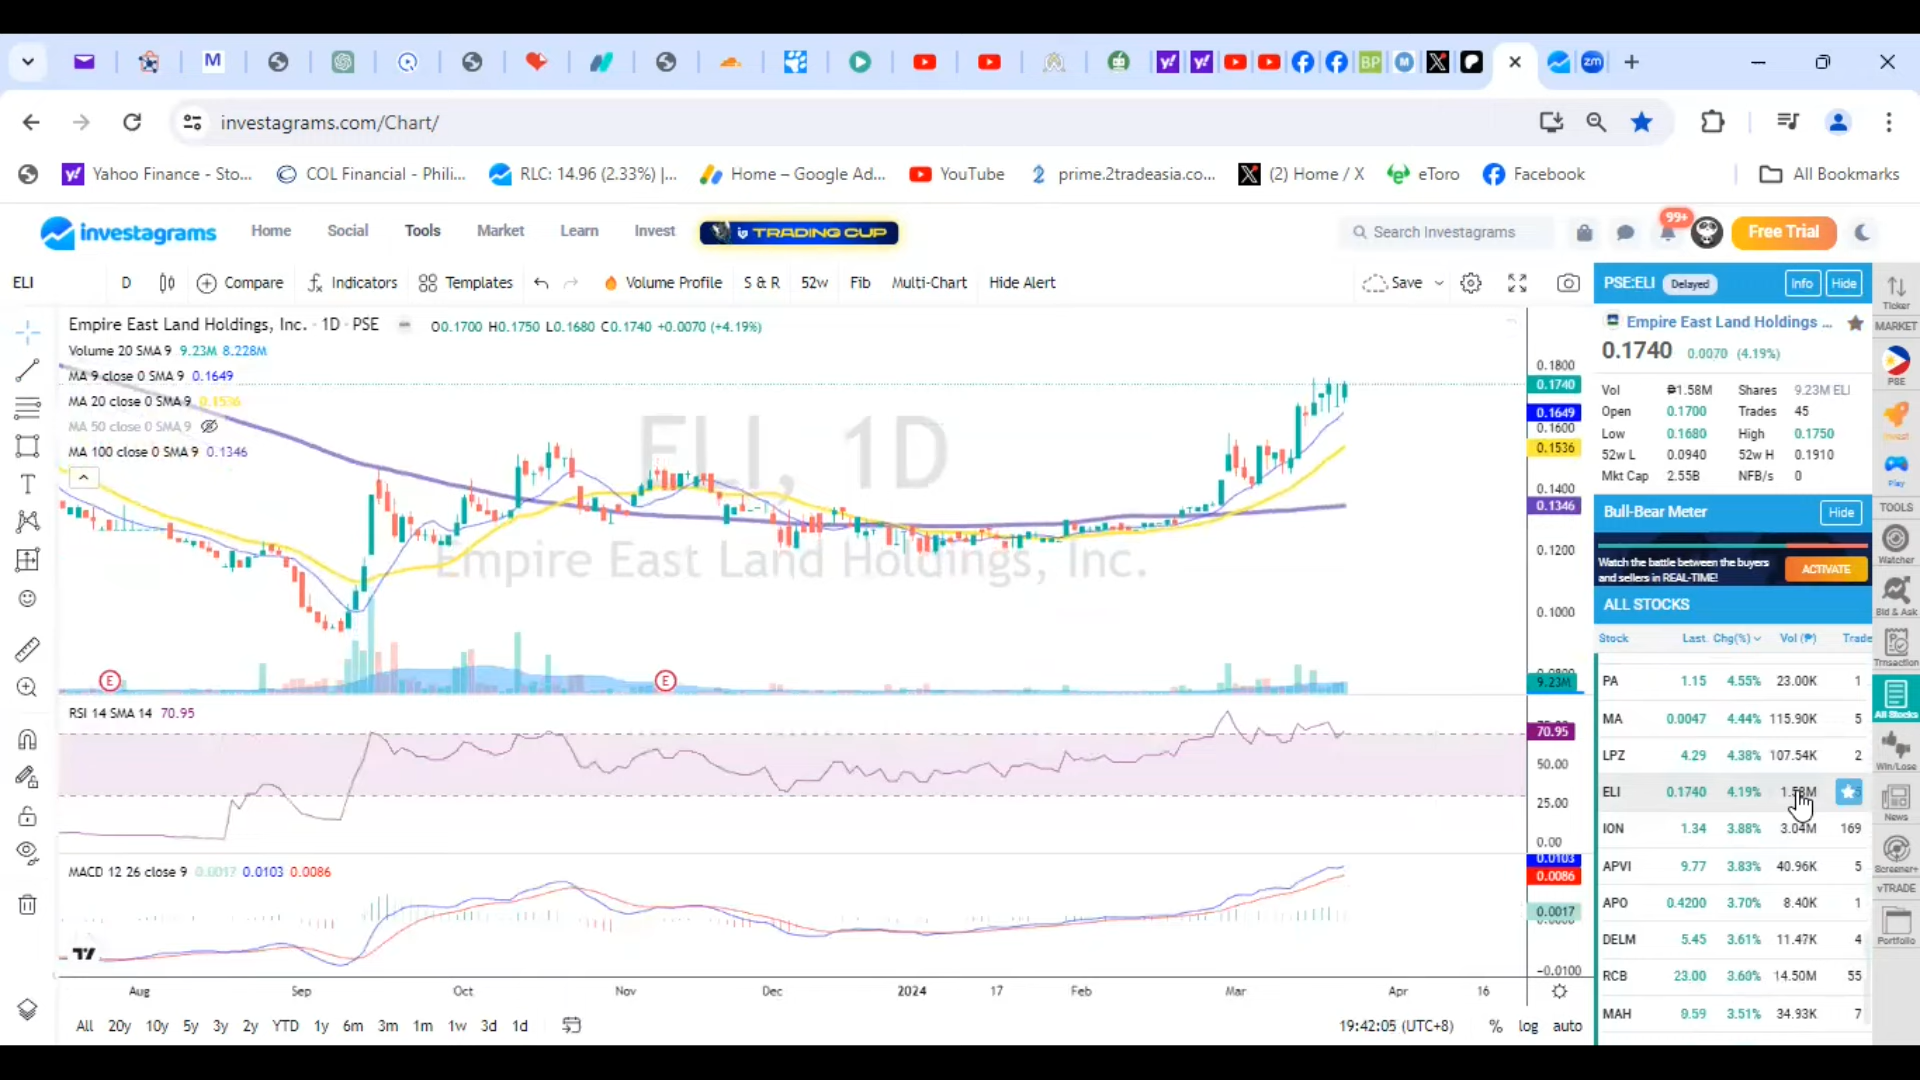 investagrams.com/Chart/
Yahoo Finance - Sto...
COL Financial - Phili...
RLC: 14.96 (2.33%) |...
Home – Google Ad...
YouTube
prime.2tradeasia.co...
(2) Home / X
eToro
Facebook
All Bookmarks
investagrams
Home
Social
Tools
Market
Learn
Invest
TRADING CUP
Search Investagrams
99+
Free Trial
ELI
D
Compare
Indicators
Templates
Volume Profile
S & R
52w
Fib
Multi-Chart
Hide Alert
Save
PSE:ELI Delayed
Info
Hide
Empire East Land Holdings, Inc. · 1D · PSE
O0.1700 H0.1750 L0.1680 C0.1740 +0.0070 (+4.19%)
Volume 20 SMA 9 9.23M 8.228M
MA 9 close 0 SMA 9 0.1649
MA 20 close 0 SMA 9 0.1536
MA 50 close 0 SMA 9
MA 100 close 0 SMA 9 0.1346
ELI, 1D
Empire East Land Holdings, Inc.
0.1800
0.1740
0.1649
0.1600
0.1536
0.1400
0.1346
0.1200
0.1000
9.23M
E
E
RSI 14 SMA 14 70.95
70.95
50.00
25.00
0.00
MACD 12 26 close 9 0.0017 0.0103 0.0086
0.0103
0.0086
0.0017
−0.0100
Aug
Sep
Oct
Nov
Dec
2024
17
Feb
Mar
Apr
16
All 20y 10y 5y 3y 2y YTD 1y 6m 3m 1m 1w 3d 1d
19:42:05 (UTC+8)
% log auto
Empire East Land Holdings ...
0.1740 0.0070 (4.19%)
Vol ₱1.58M Shares 9.23M ELI
Open 0.1700 Trades 45
Low 0.1680 High 0.1750
52w L 0.0940 52w H 0.1910
Mkt Cap 2.55B NFB/s 0
Bull-Bear Meter
Hide
Watch the battle between the buyers
and sellers in REAL-TIME!
ACTIVATE
ALL STOCKS
Stock Last Chg(%) Vol (₱) Trade
PA 1.15 4.55% 23.00K 1
MA 0.0047 4.44% 115.90K 5
LPZ 4.29 4.38% 107.54K 2
ELI 0.1740 4.19%
ION 1.34 3.88% 3.04M 169
APVI 9.77 3.83% 40.96K 5
APO 0.4200 3.70% 8.40K 1
DELM 5.45 3.61% 11.47K 4
RCB 23.00 3.60% 14.50M 55
MAH 3.51% 34.93K 7
Ticker
MARKET
PSE
Invest
Play
TOOLS
Watcher
Bid & Ask
Trnsaction
All Stocks
Win/Lose
News
Screener+
vTRADE
Portfolio